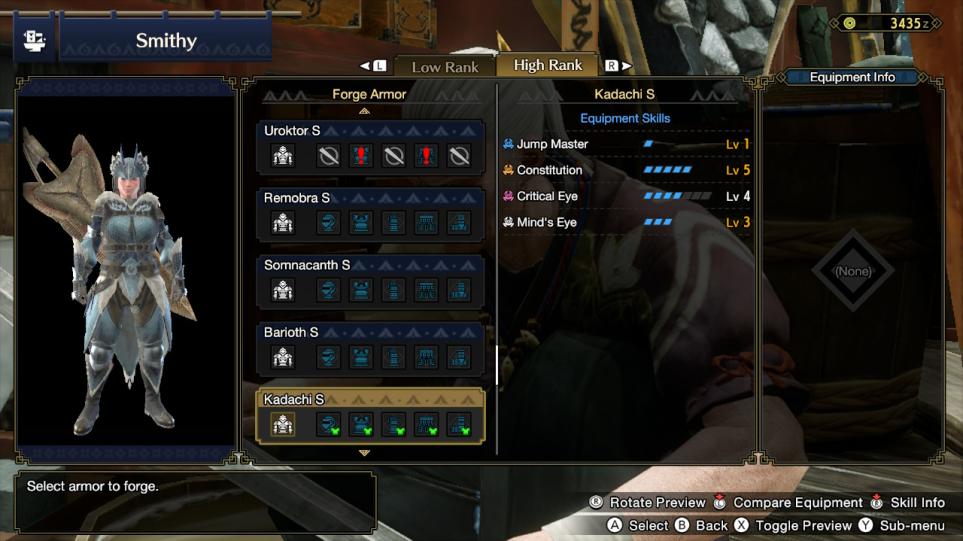 Smithy
3435z
L Low Rank High Rank R
Forge Armor
Uroktor S
Remobra S
Somnacanth S
Barioth S
Kadachi S
Kadachi S
Equipment Skills
Jump Master Lv 1
Constitution Lv 5
Critical Eye Lv 4
Mind's Eye Lv 3
Equipment Info
(None)
Select armor to forge.
R Rotate Preview Compare Equipment Skill Info
A Select B Back X Toggle Preview Y Sub-menu